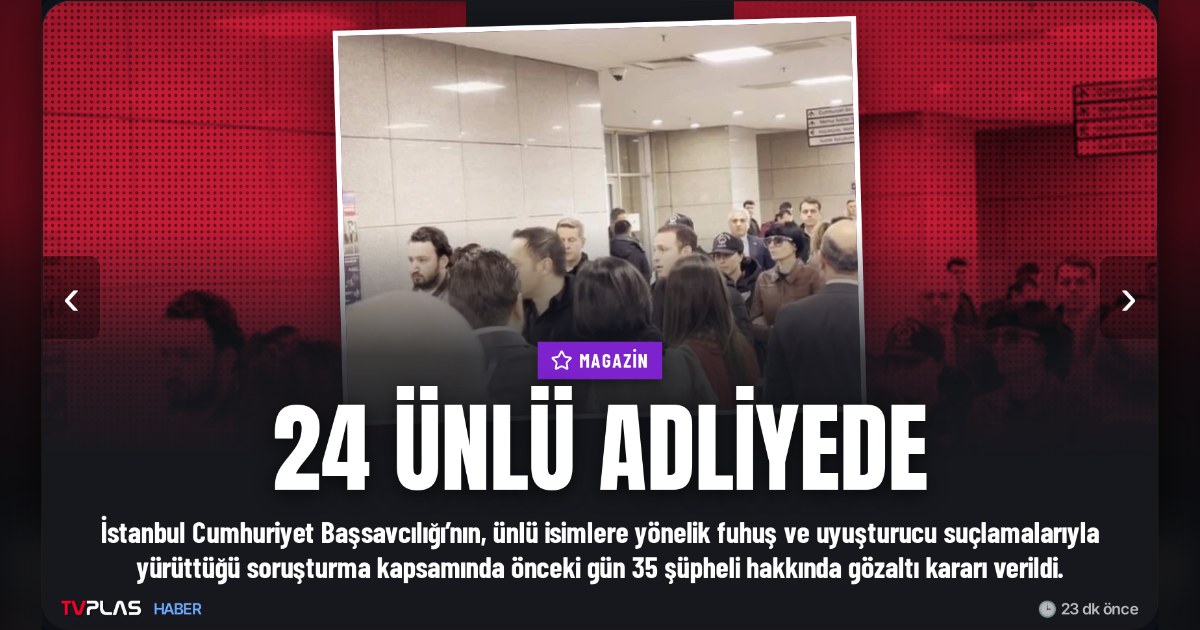 MAGAZİN
24 ÜNLÜ ADLİYEDE
İstanbul Cumhuriyet Başsavcılığı’nın, ünlü isimlere yönelik fuhuş ve uyuşturucu suçlamalarıyla
yürüttüğü soruşturma kapsamında önceki gün 35 şüpheli hakkında gözaltı kararı verildi.
TVPLAS HABER
23 dk önce